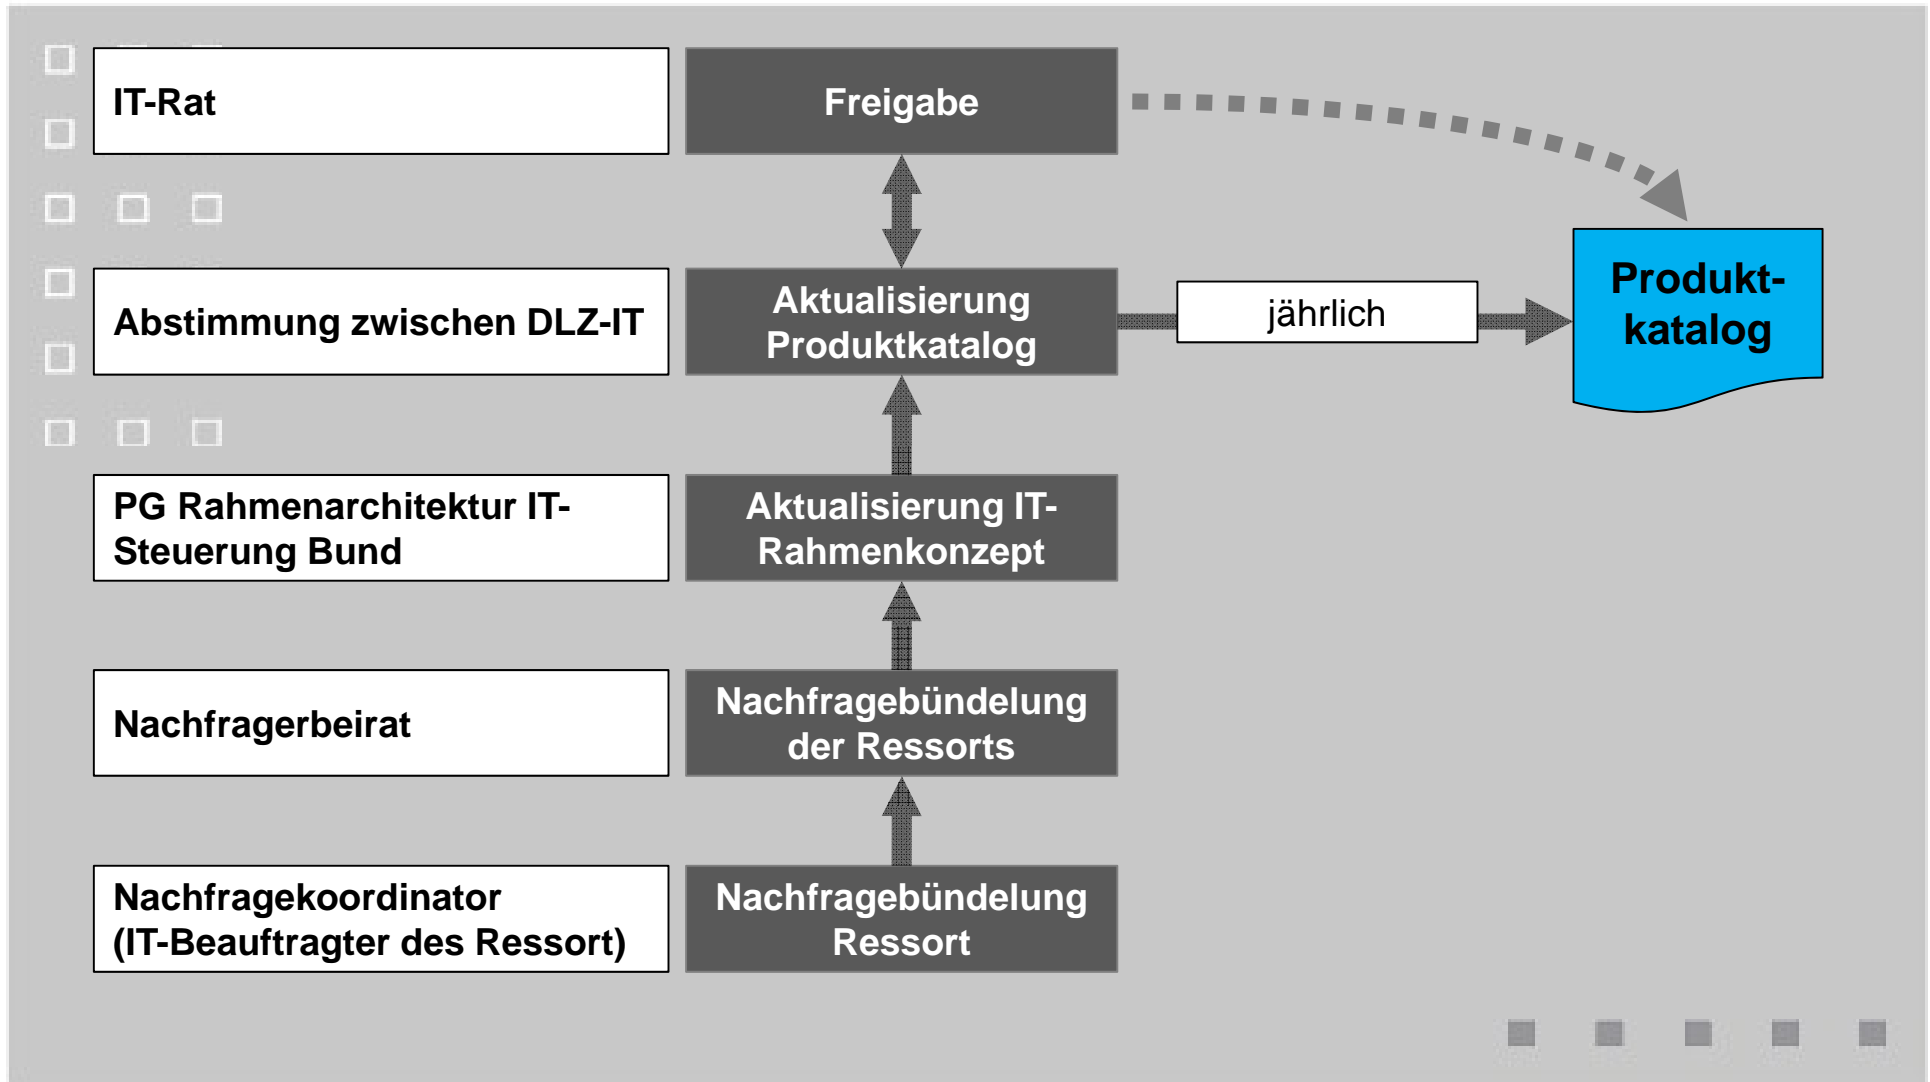 IT-Rat
Freigabe
Abstimmung zwischen DLZ-IT
Aktualisierung
Produktkatalog
jährlich
Produkt-
katalog
PG Rahmenarchitektur IT-
Steuerung Bund
Aktualisierung IT-
Rahmenkonzept
Nachfragerbeirat
Nachfragebündelung
der Ressorts
Nachfragekoordinator
(IT-Beauftragter des Ressort)
Nachfragebündelung
Ressort